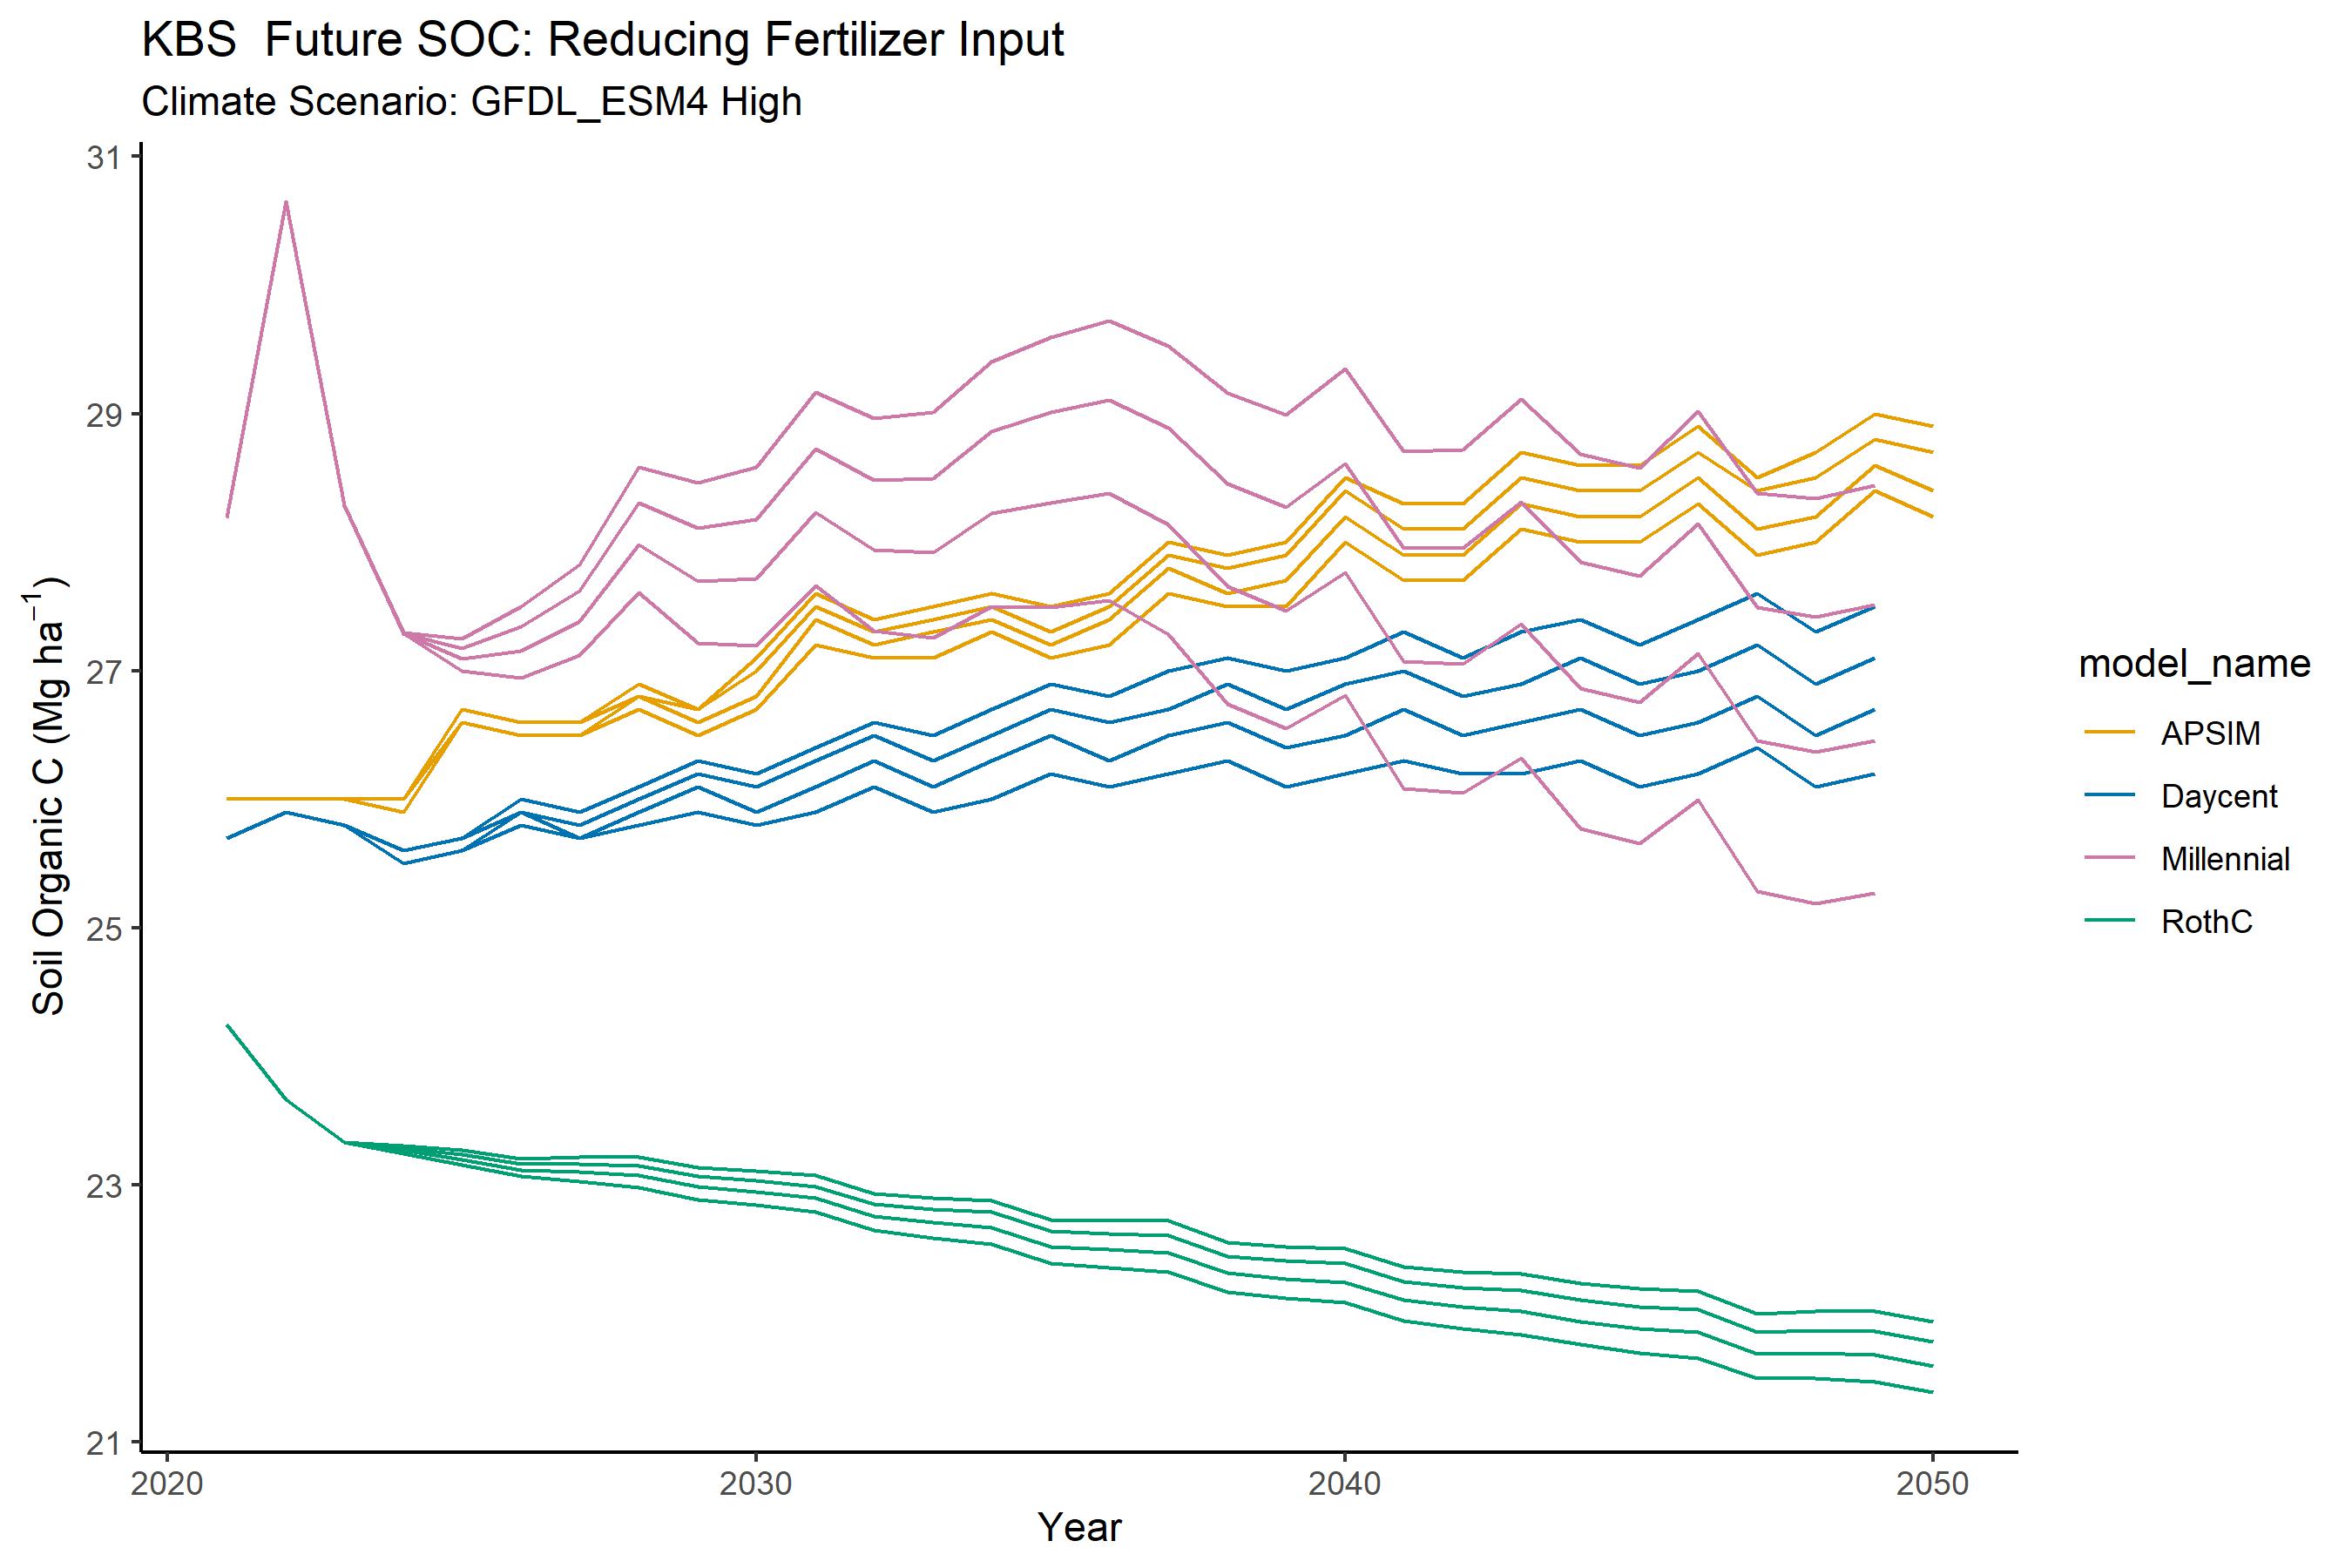 KBS  Future SOC: Reducing Fertilizer Input
Climate Scenario: GFDL_ESM4 High
Soil Organic C (Mg ha⁻¹)
31
29
27
25
23
21
2020
2030
2040
2050
Year
model_name
APSIM
Daycent
Millennial
RothC